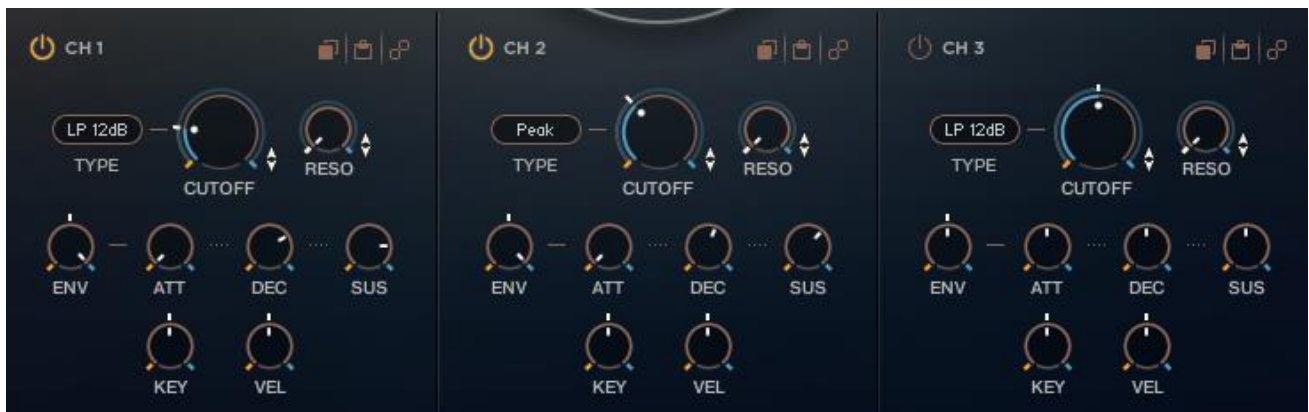 CH 1
LP 12dB
TYPE
CUTOFF
RESO
ENV ATT DEC SUS
KEY VEL
CH 2
Peak
TYPE
CUTOFF
RESO
ENV ATT DEC SUS
KEY VEL
CH 3
LP 12dB
TYPE
CUTOFF
RESO
ENV ATT DEC SUS
KEY VEL